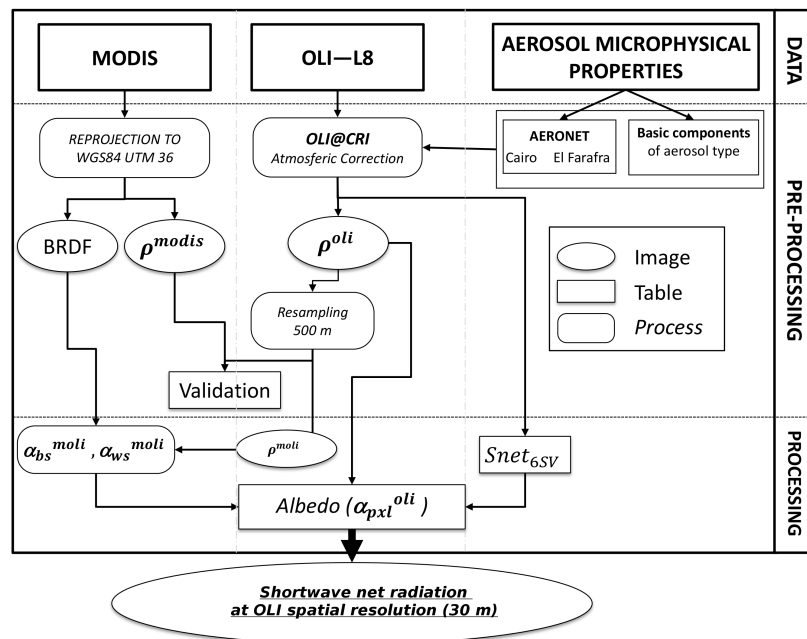 MODIS
OLI—L8
AEROSOL MICROPHYSICAL
PROPERTIES
DATA
REPROJECTION TO
WGS84 UTM 36
OLI@CRI
Atmosferic Correction
AERONET
Cairo El Farafra
Basic components
of aerosol type
PRE-PROCESSING
BRDF
ρ^modis
ρ^oli
Image
Table
Process
Resampling
500 m
Validation
α_bs^moli , α_ws^moli
ρ^moli
Snet_6SV
PROCESSING
Albedo (α_pxl^oli )
Shortwave net radiation
at OLI spatial resolution (30 m)